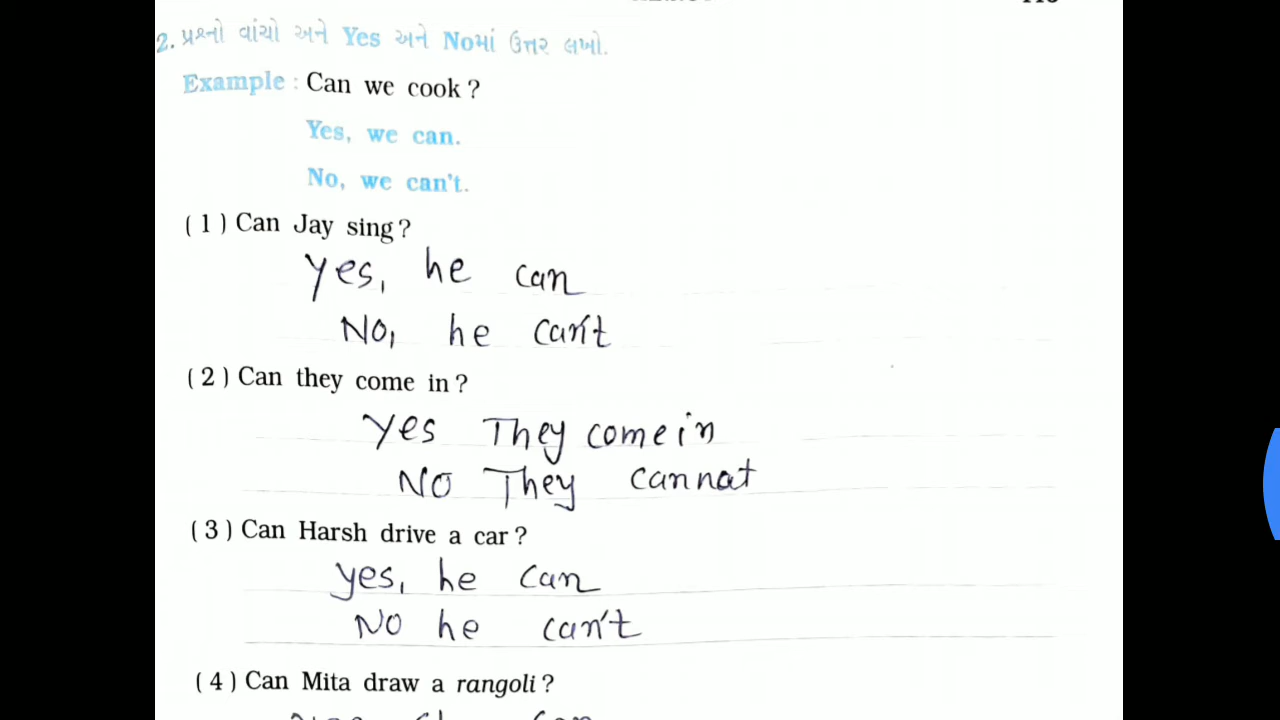 2. પ્રશ્નો વાંચો અને Yes અને Noમાં ઉત્તર લખો.
Example : Can we cook ?
Yes, we can.
No, we can't.
( 1 ) Can Jay sing ?
Yes, he can
No, he can't
( 2 ) Can they come in ?
Yes They come in
NO They cannat
( 3 ) Can Harsh drive a car ?
yes, he can
NO he can't
( 4 ) Can Mita draw a rangoli ?